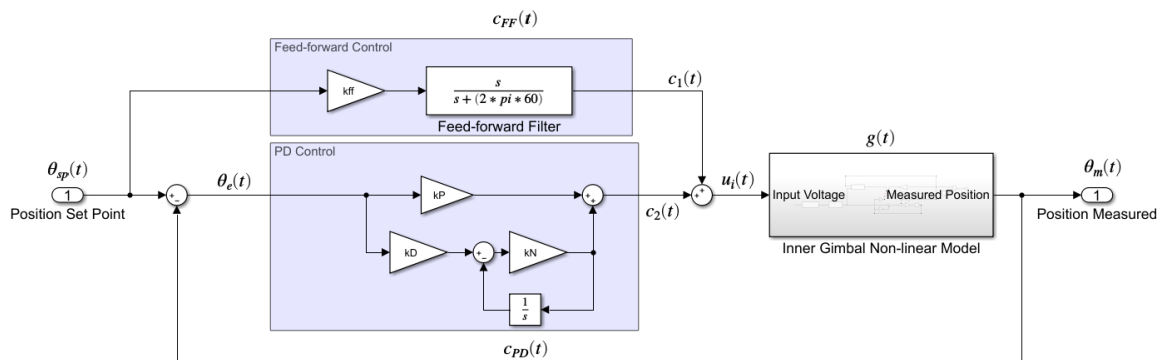 c_FF(t)
Feed-forward Control
kff
s
s + (2 * pi * 60)
Feed-forward Filter
c_1(t)
PD Control
θ_sp(t)
1
Position Set Point
+
−
θ_e(t)
kP
+
+
c_2(t)
kD
+
−
kN
1
s
c_PD(t)
+
+
u_i(t)
g(t)
Input Voltage
Measured Position
Inner Gimbal Non-linear Model
θ_m(t)
1
Position Measured